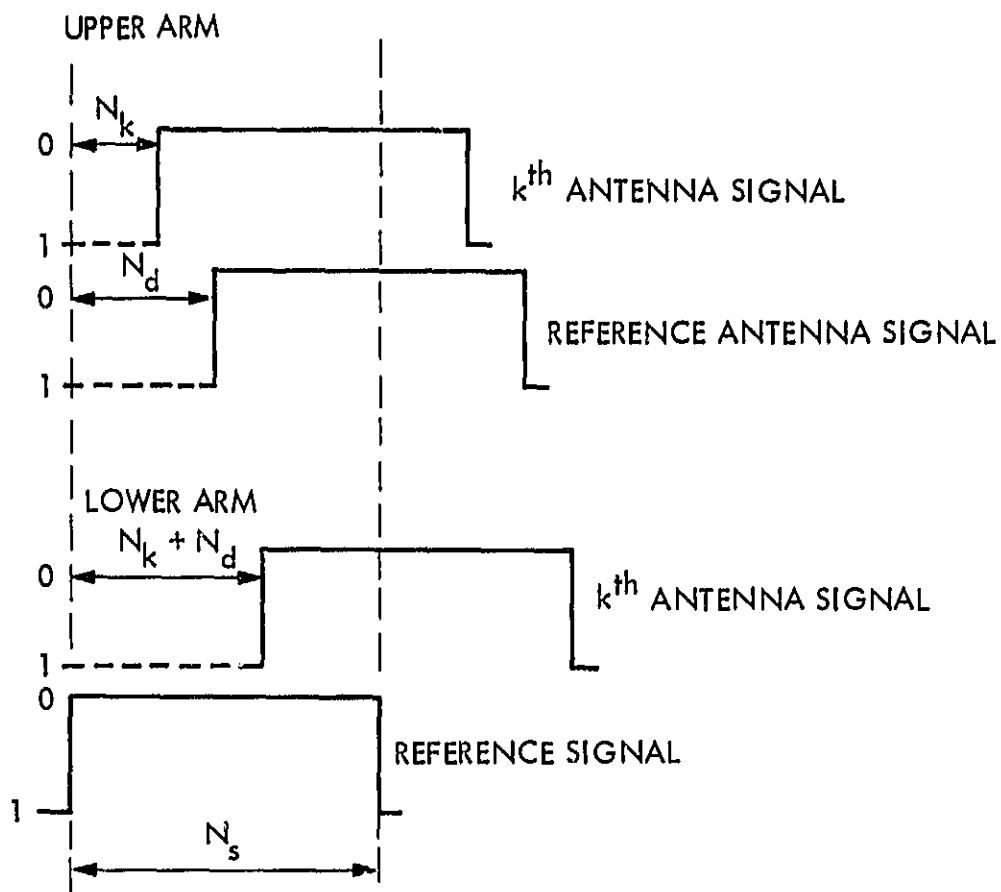 UPPER ARM
N_k
0
k^th ANTENNA SIGNAL
1
N_d
0
REFERENCE ANTENNA SIGNAL
1
LOWER ARM
N_k + N_d
0
k^th ANTENNA SIGNAL
1
0
REFERENCE SIGNAL
1
N_s